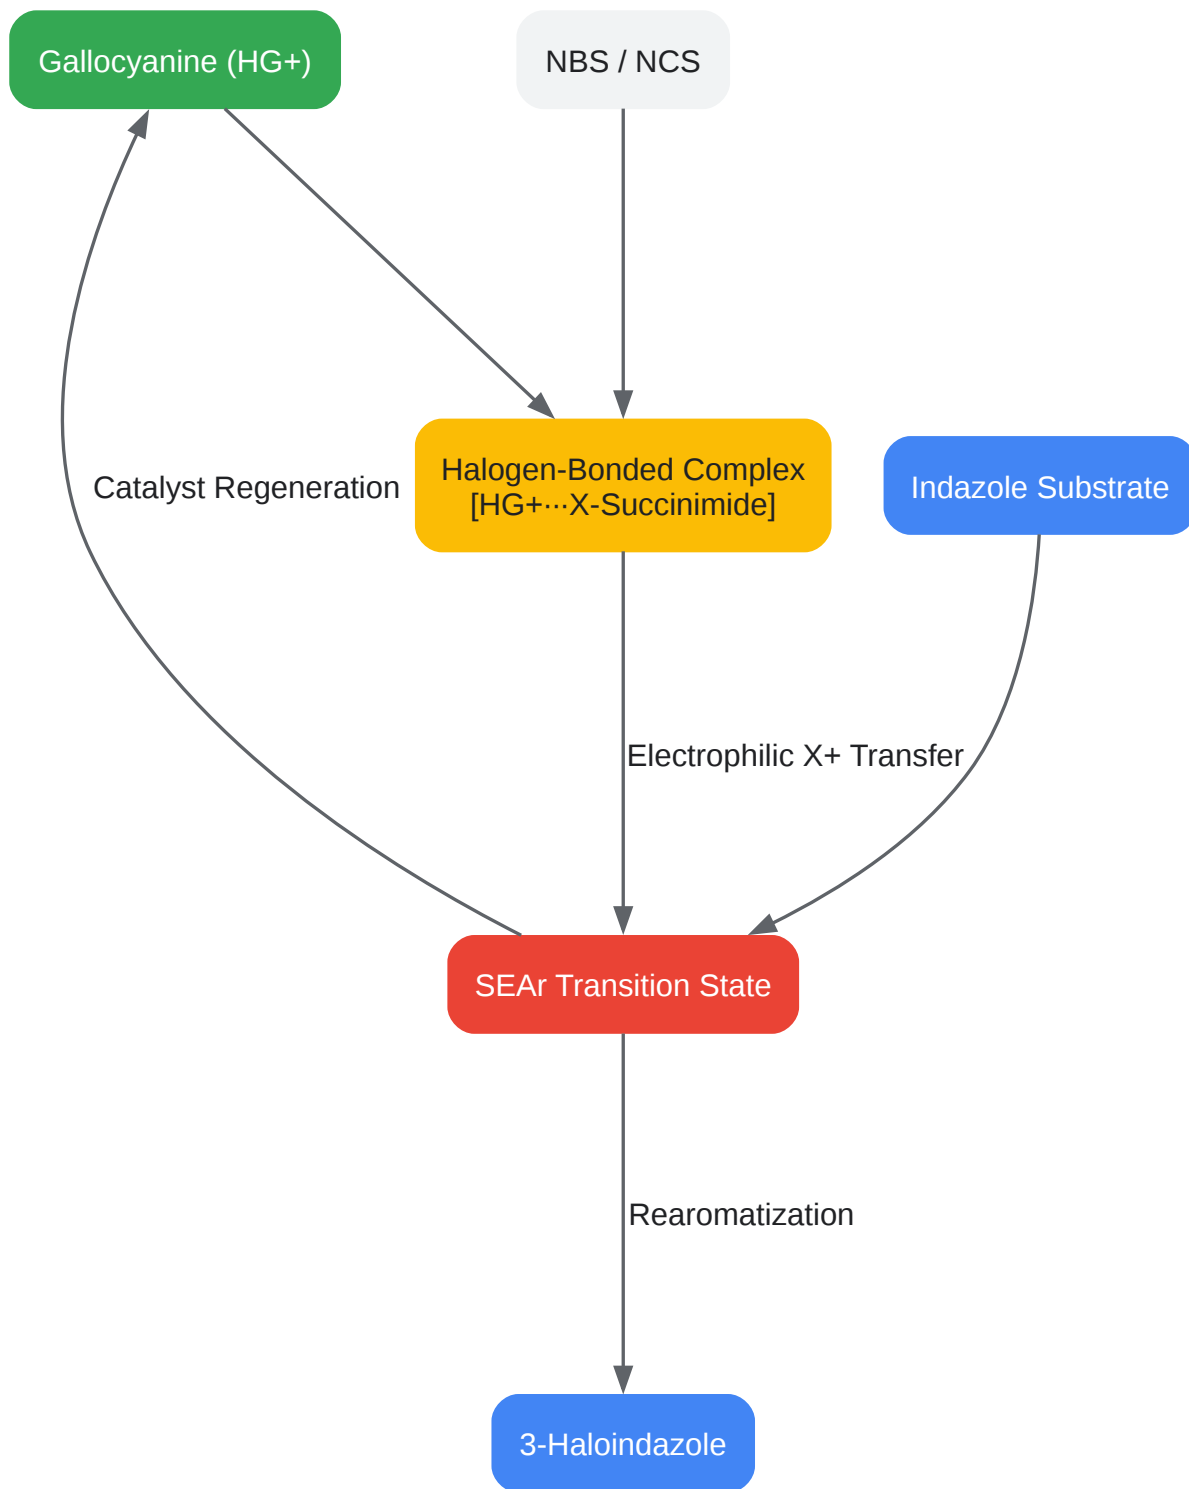 Gallocyanine (HG+)
NBS / NCS
Catalyst Regeneration
Halogen-Bonded Complex
[HG+···X-Succinimide]
Indazole Substrate
Electrophilic X+ Transfer
SEAr Transition State
Rearomatization
3-Haloindazole